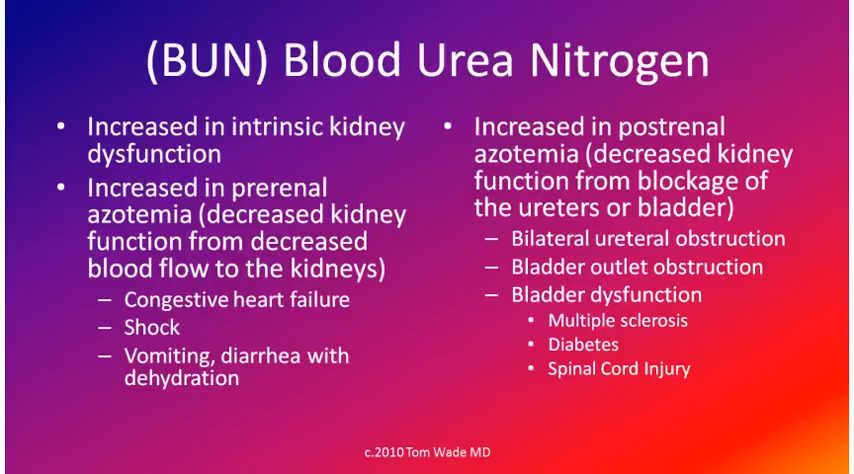 (BUN) Blood Urea Nitrogen
• Increased in intrinsic kidney
dysfunction
• Increased in prerenal
azotemia (decreased kidney
function from decreased
blood flow to the kidneys)
– Congestive heart failure
– Shock
– Vomiting, diarrhea with
dehydration
• Increased in postrenal
azotemia (decreased kidney
function from blockage of
the ureters or bladder)
– Bilateral ureteral obstruction
– Bladder outlet obstruction
– Bladder dysfunction
• Multiple sclerosis
• Diabetes
• Spinal Cord Injury
c.2010 Tom Wade MD